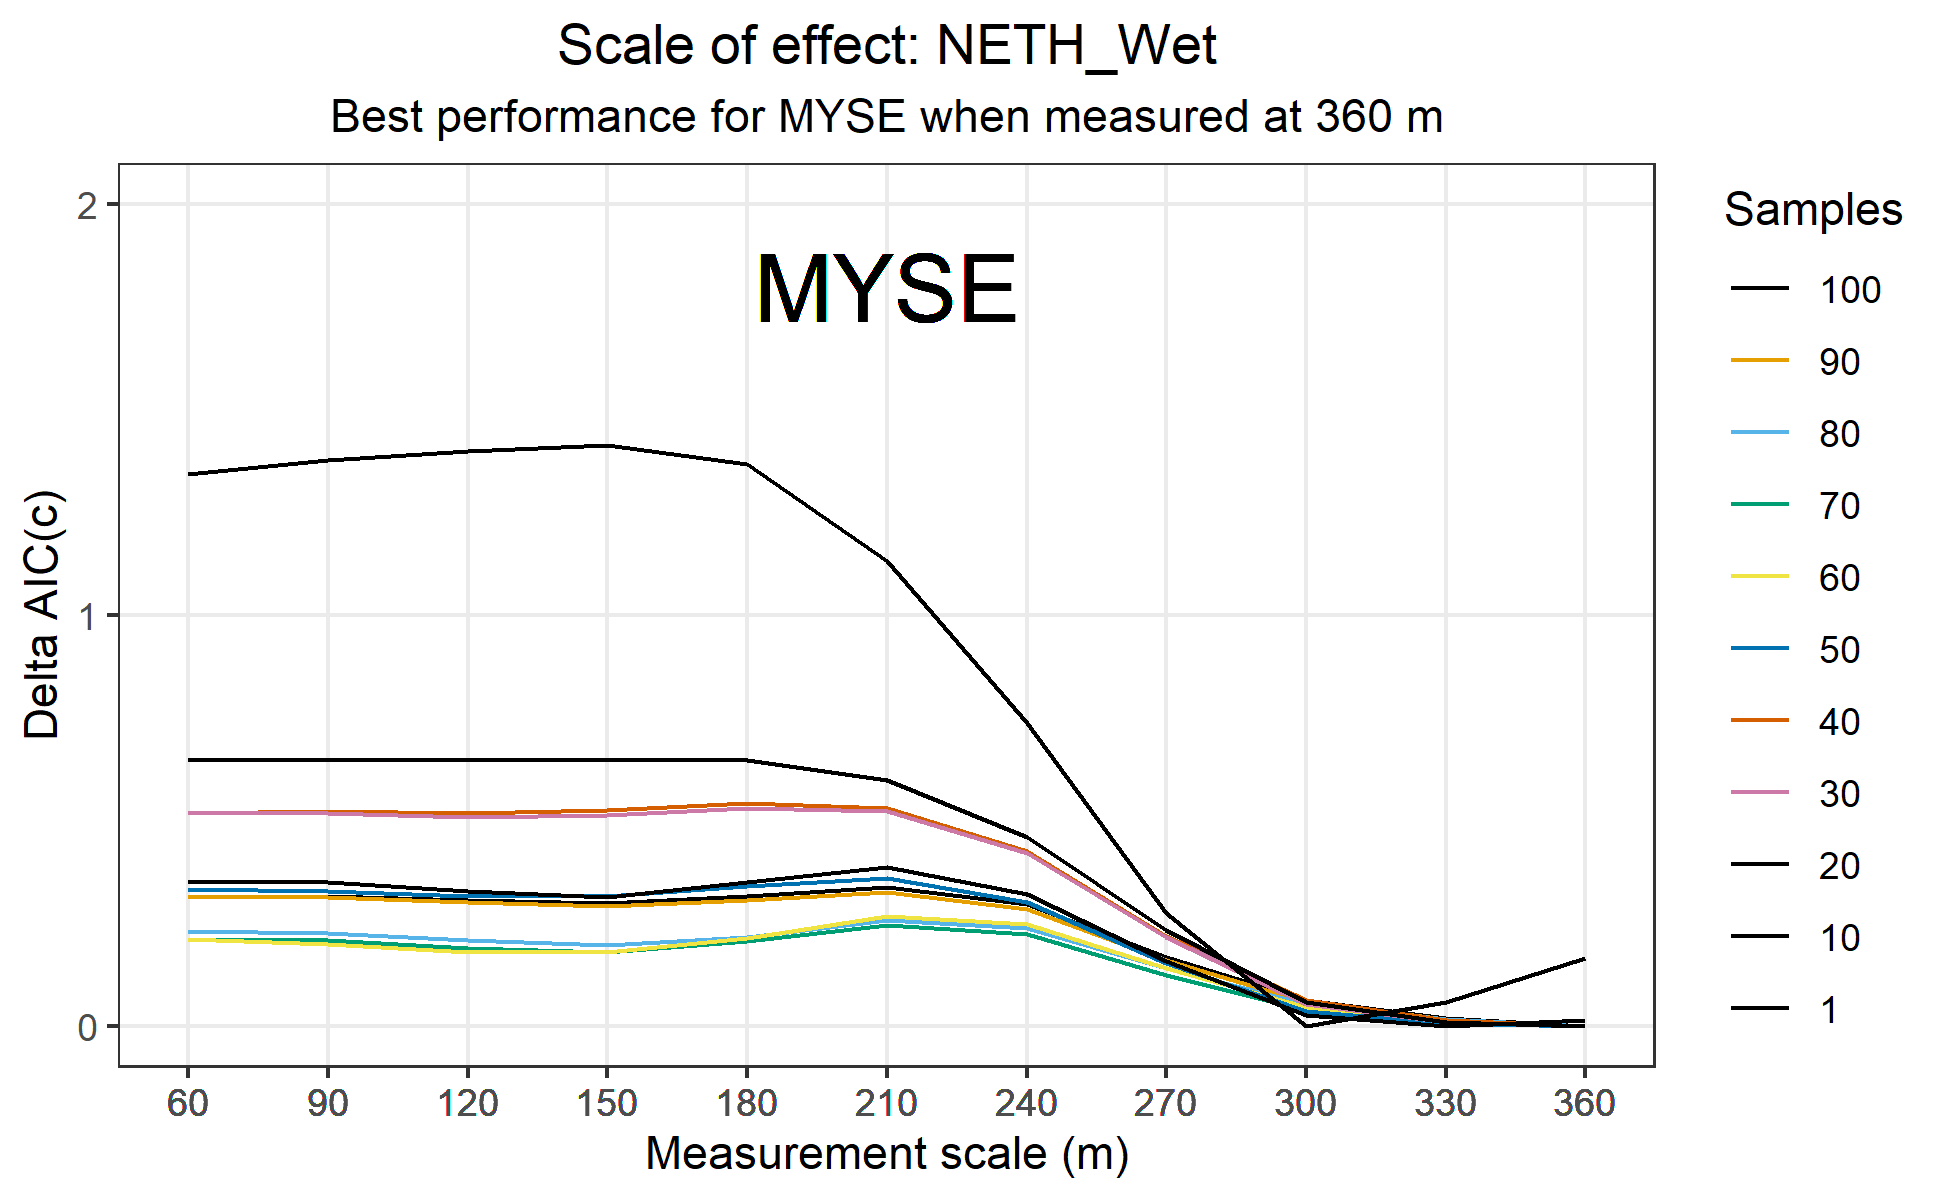 Scale of effect: NETH_Wet
Best performance for MYSE when measured at 360 m
MYSE
Delta AIC(c)
2
1
0
60 90 120 150 180 210 240 270 300 330 360
Measurement scale (m)
Samples
100
90
80
70
60
50
40
30
20
10
1